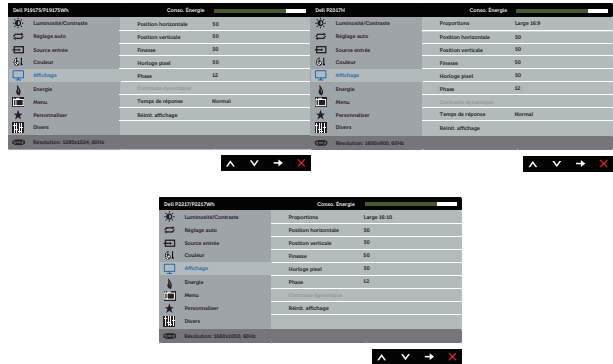 Dell P1917S/P1917SWh Conso. Énergie
Luminosité/Contraste Position horizontale 50
Réglage auto Position verticale 50
Source entrée Finesse 50
Couleur Horloge pixel 50
Affichage Phase 12
Energie Contraste dynamique
Menu Temps de réponse Normal
Personnaliser Réinit. affichage
Divers
Résolution: 1280x1024, 60Hz
Dell P2017H Conso. Énergie
Luminosité/Contraste Proportions Large 16:9
Réglage auto Position horizontale 50
Source entrée Position verticale 50
Couleur Finesse 50
Affichage Horloge pixel 50
Energie Phase 12
Menu Contraste dynamique
Personnaliser Temps de réponse Normal
Divers Réinit. affichage
Résolution: 1600x900, 60Hz
Dell P2217/P2217Wh Conso. Énergie
Luminosité/Contraste Proportions Large 16:10
Réglage auto Position horizontale 50
Source entrée Position verticale 50
Couleur Finesse 50
Affichage Horloge pixel 50
Energie Phase 12
Menu Contraste dynamique
Personnaliser Réinit. affichage
Divers
Résolution: 1680x1050, 60Hz